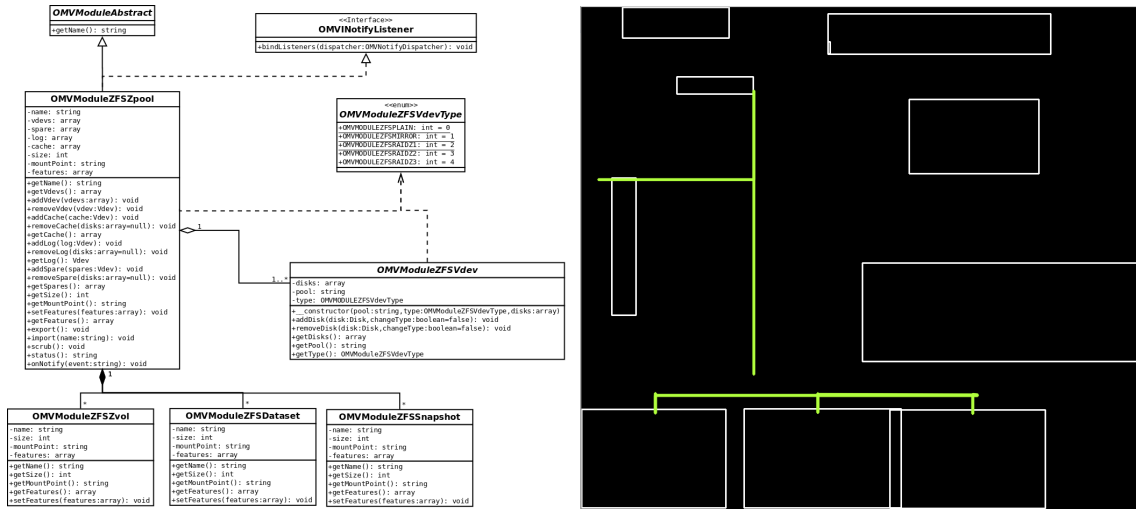 OMVModuleAbstract
+getName(): string
<<Interface>>
OMVINotifyListener
+bindListeners(dispatcher:OMVNotifyDispatcher): void
OMVModuleZFSZpool
-name: string
-vdevs: array
-spare: array
-log: array
-cache: array
-size: int
-mountPoint: string
-features: array
+getName(): string
+getVdevs(): array
+addVdev(vdevs:array): void
+removeVdev(vdev:Vdev): void
+addCache(cache:Vdev): void
+removeCache(disks:array=null): void
+getCache(): array
+addLog(log:Vdev): void
+removeLog(disks:array=null): void
+getLog(): Vdev
+addSpare(spares:Vdev): void
+removeSpare(disks:array=null): void
+getSpares(): array
+getSize(): int
+getMountPoint(): string
+setFeatures(features:array): void
+getFeatures(): array
+export(): void
+import(name:string): void
+scrub(): void
+status(): string
+onNotify(event:string): void
<<enum>>
OMVModuleZFSVdevType
+OMVMODULEZFSPLAIN: int = 0
+OMVMODULEZFSMIRROR: int = 1
+OMVMODULEZFSRAIDZ1: int = 2
+OMVMODULEZFSRAIDZ2: int = 3
+OMVMODULEZFSRAIDZ3: int = 4
1
1..*
OMVModuleZFSVdev
-disks: array
-pool: string
-type: OMVMODULEZFSVdevType
+__constructor(pool:string,type:OMVModuleZFSVdevType,disks:array)
+addDisk(disk:Disk,changeType:boolean=false): void
+removeDisk(disk:Disk,changeType:boolean=false): void
+getDisks(): array
+getPool(): string
+getType(): OMVModuleZFSVdevType
1
*
*
*
OMVModuleZFSZvol
-name: string
-size: int
-mountPoint: string
-features: array
+getName(): string
+getSize(): int
+getMountPoint(): string
+getFeatures(): array
+setFeatures(features:array): void
OMVModuleZFSDataset
-name: string
-size: int
-mountPoint: string
-features: array
+getName(): string
+getSize(): int
+getMountPoint(): string
+getFeatures(): array
+setFeatures(features:array): void
OMVModuleZFSSnapshot
-name: string
-size: int
-mountPoint: string
-features: array
+getName(): string
+getSize(): int
+getMountPoint(): string
+getFeatures(): array
+setFeatures(features:array): void